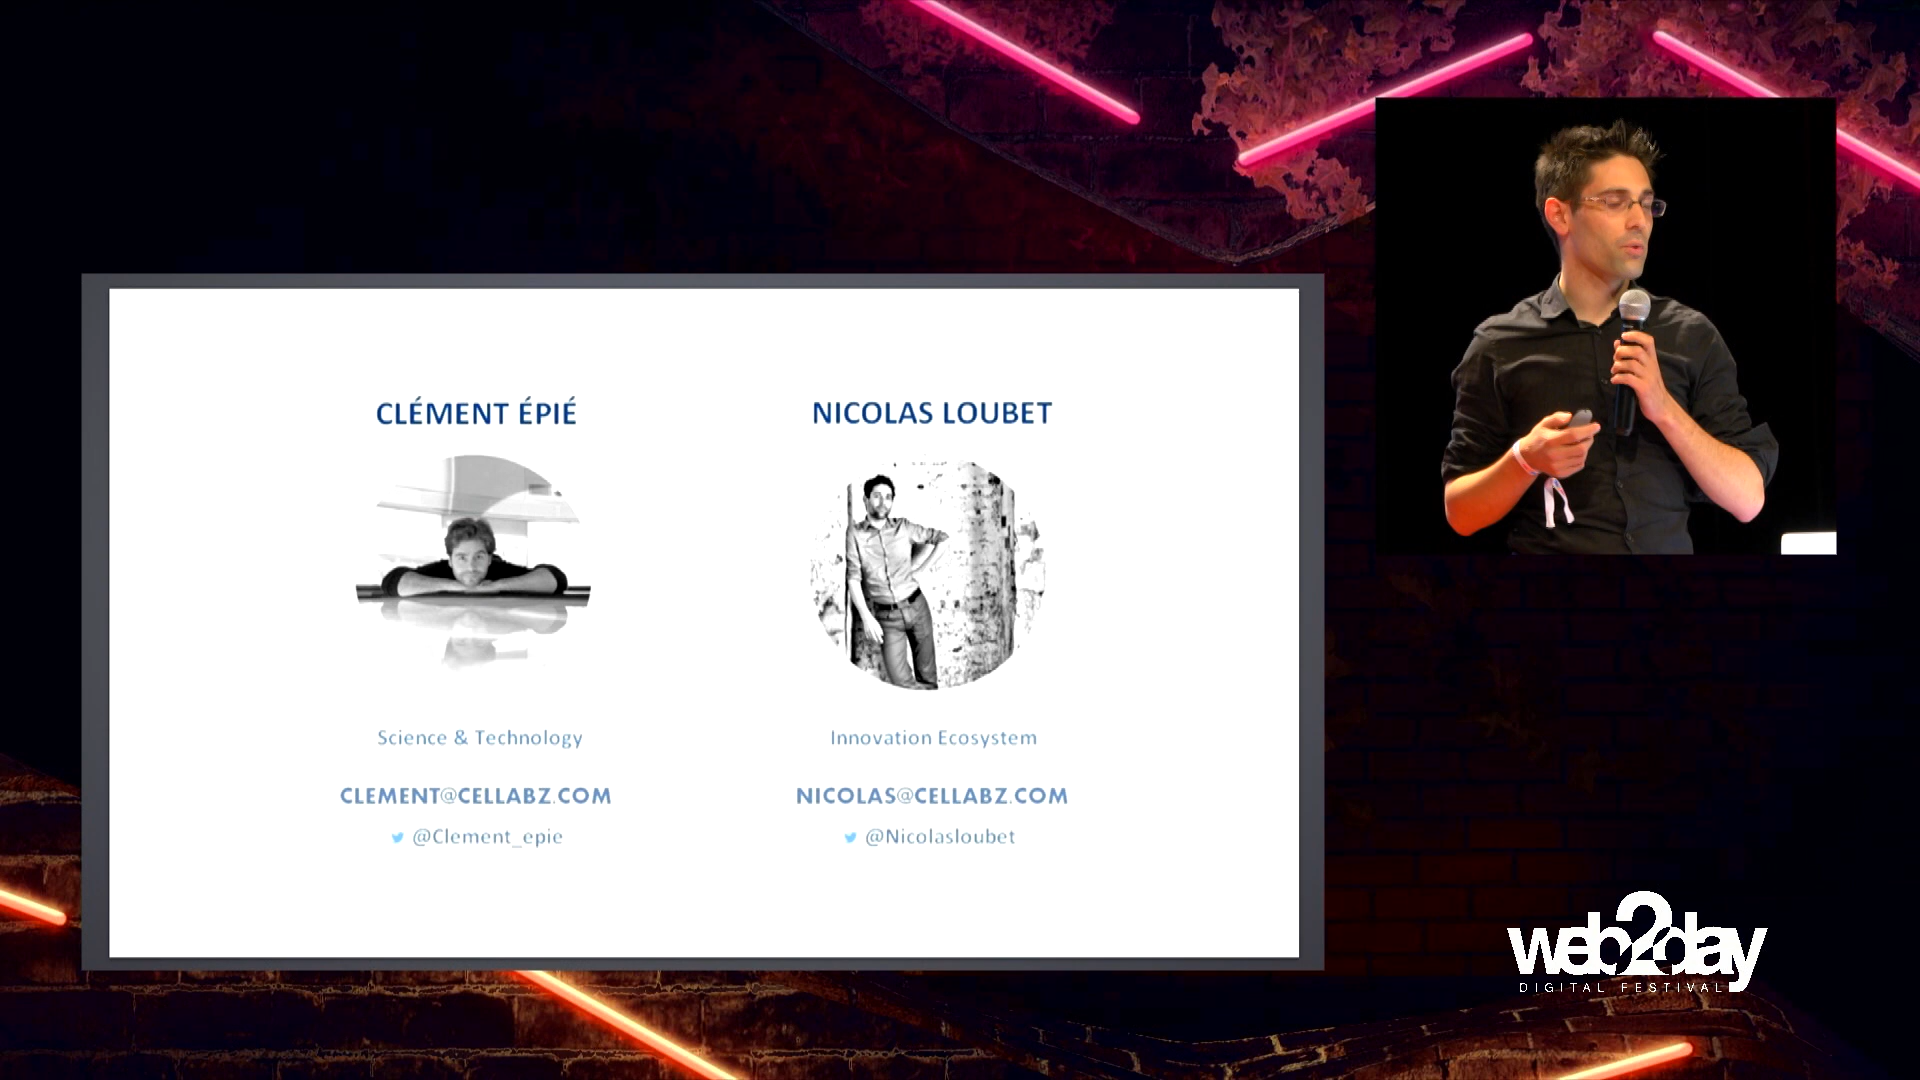 CLÉMENT ÉPIÉ
NICOLAS LOUBET
Science & Technology
Innovation Ecosystem
CLEMENT@CELLABZ.COM
NICOLAS@CELLABZ.COM
@Clement_epie
@Nicolasloubet
web2day
DIGITAL FESTIVAL